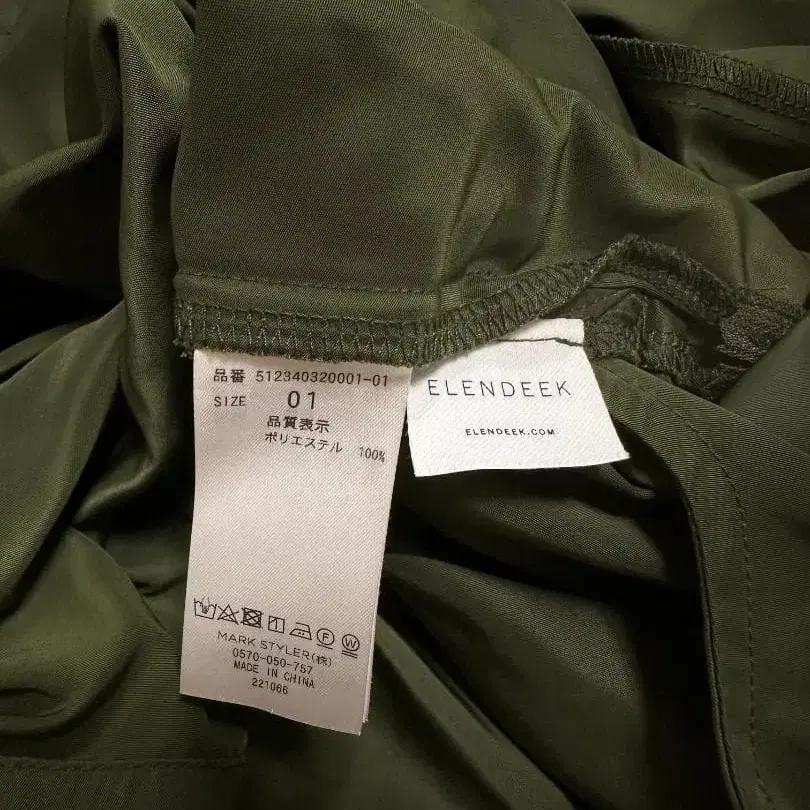 品番 512340320001-01
SIZE 01
品質表示
ポリエステル 100%
MARK STYLER(株)
0570-050-757
MADE IN CHINA
221066
ELENDEEK
ELENDEEK.COM